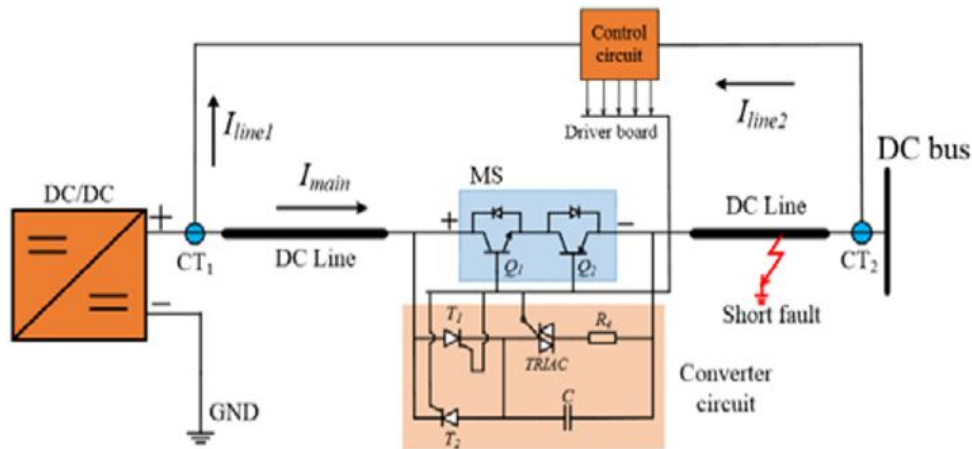 Control
circuit
I_line1
I_line2
Driver board
DC bus
I_main
MS
DC/DC
+
+
−
DC Line
CT1
DC Line
Q1
Q2
CT2
−
T1
Short fault
TRIAC
Rd
Converter
circuit
GND
C
T2